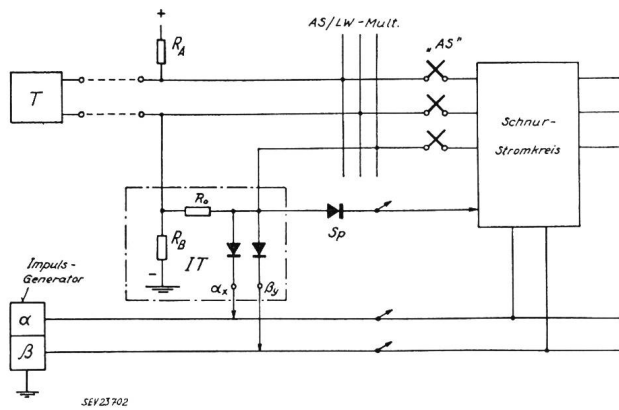 +
AS/LW-Mult.
R_A
„AS"
T
Schnur-
Stromkreis
R_o
Sp
R_B
IT
–
Impuls-
Generator
α_x
β_y
α
β
SEV23702